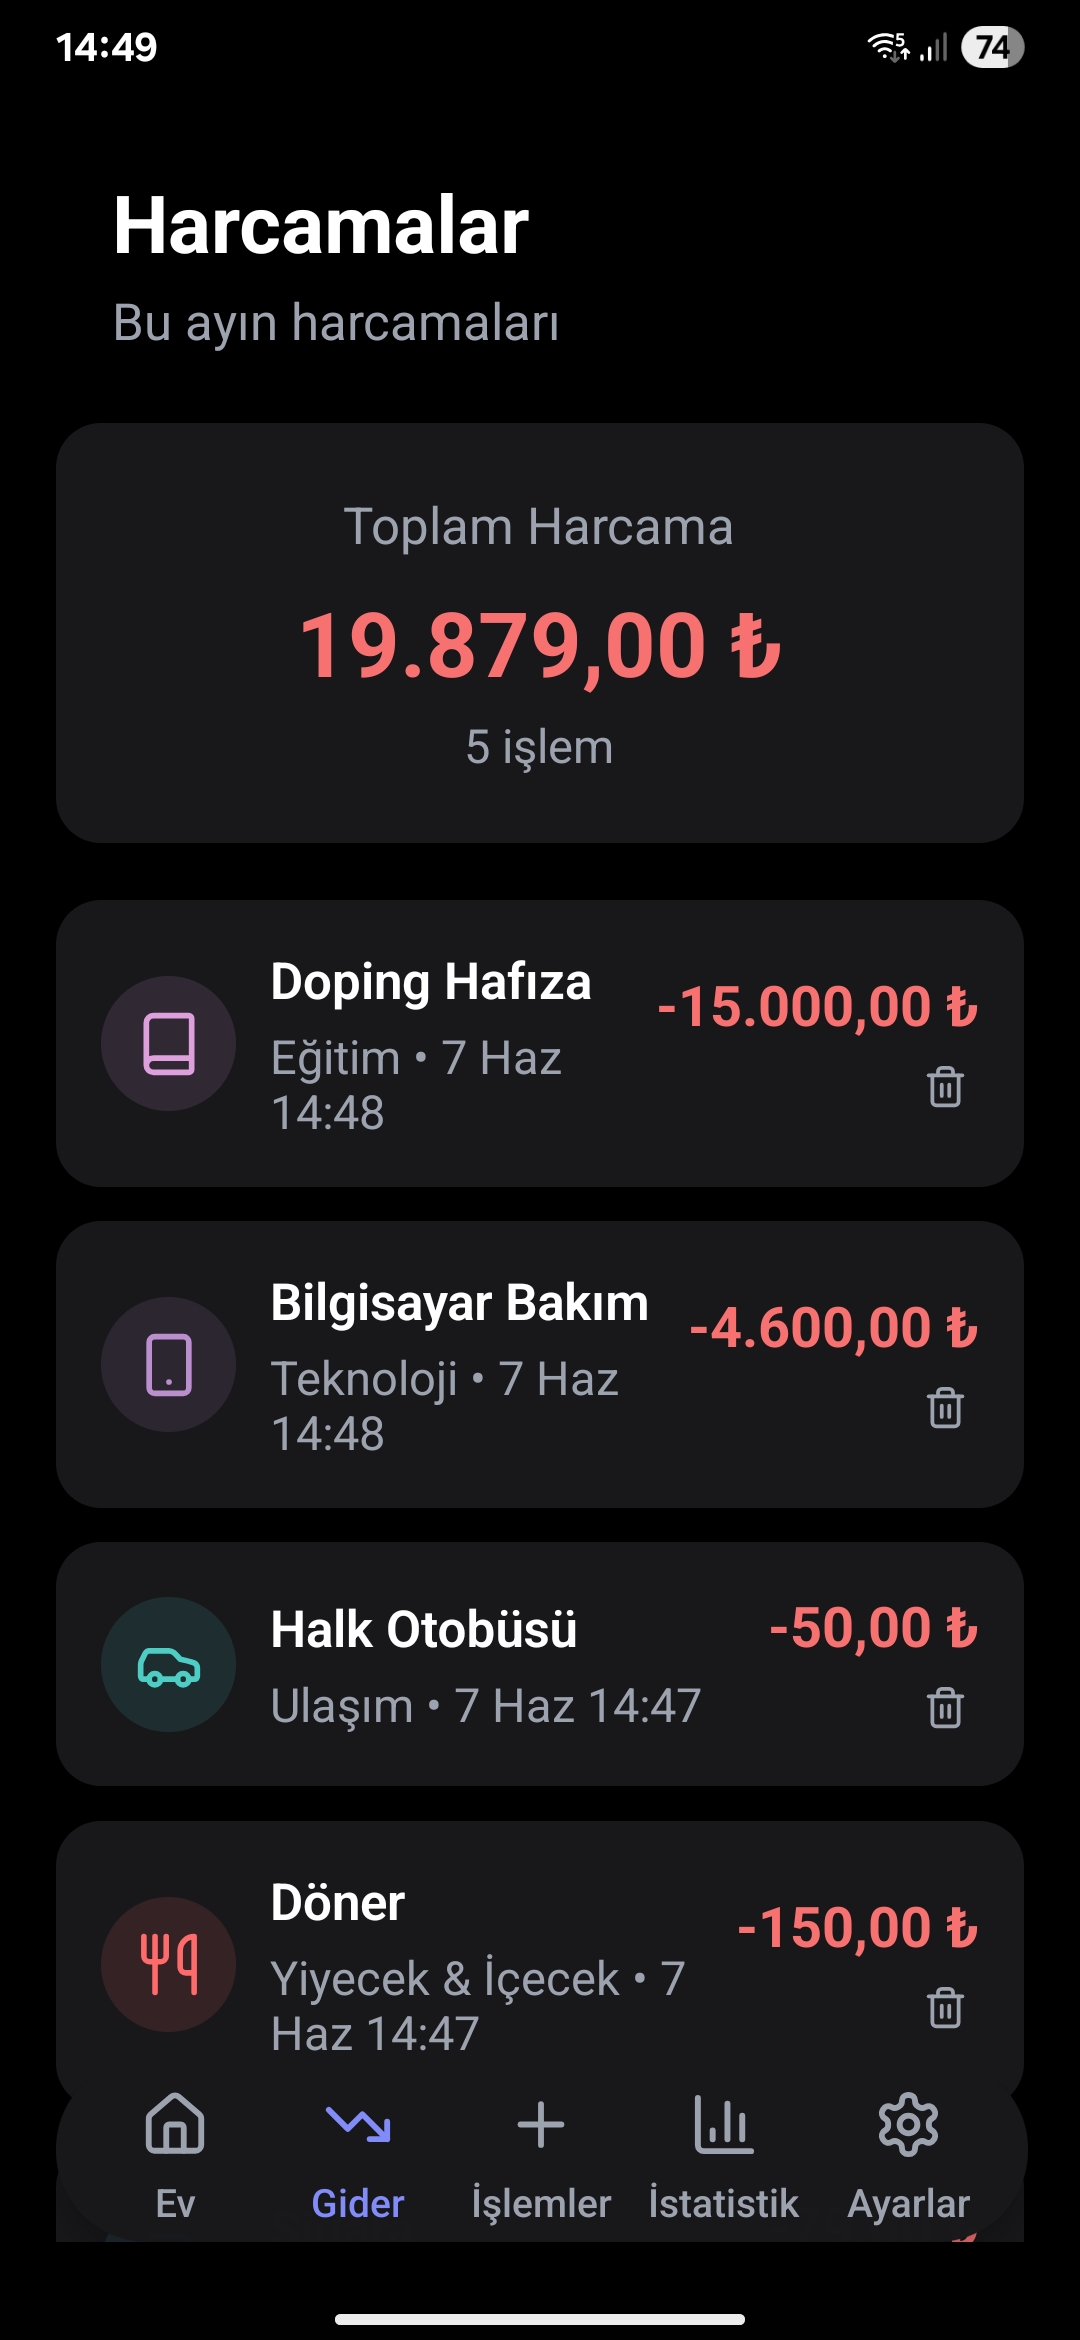 14:49
5
74
Harcamalar
Bu ayın harcamaları
Toplam Harcama
19.879,00 ₺
5 işlem
Doping Hafıza
-15.000,00 ₺
Eğitim • 7 Haz
14:48
Bilgisayar Bakım
-4.600,00 ₺
Teknoloji • 7 Haz
14:48
Halk Otobüsü
-50,00 ₺
Ulaşım • 7 Haz 14:47
Döner
-150,00 ₺
Yiyecek & İçecek • 7
Haz 14:47
Ev
Gider
İşlemler
İstatistik
Ayarlar